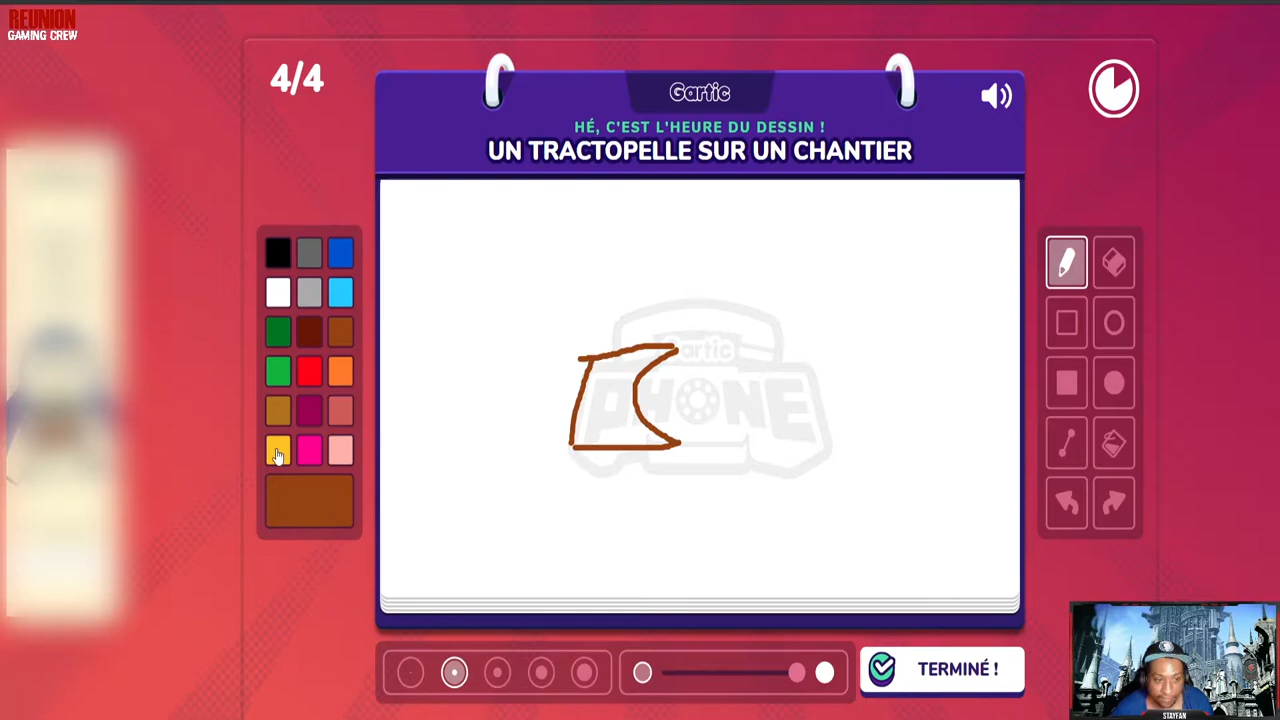 REUNION
GAMING CREW
4/4
Gartic
HÉ, C'EST L'HEURE DU DESSIN !
UN TRACTOPELLE SUR UN CHANTIER
Gartic
PHONE
TERMINÉ !
STAYFAN